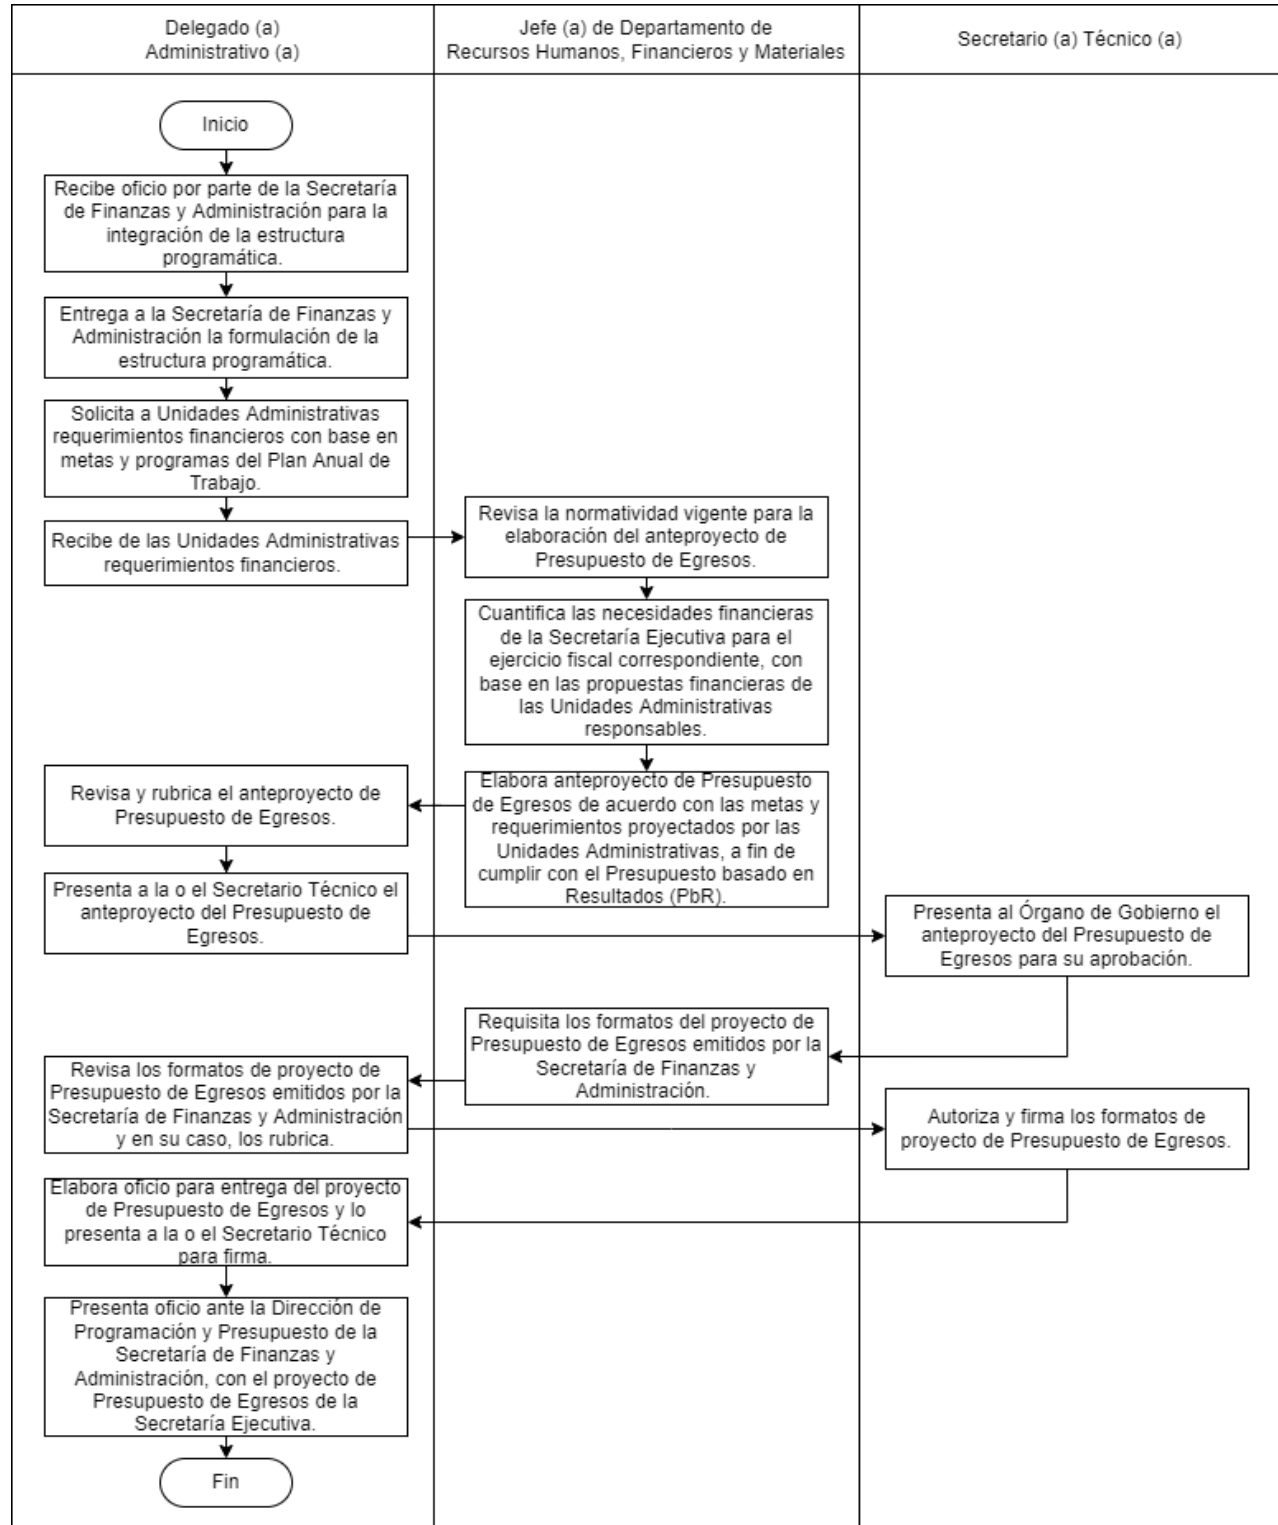 Delegado (a)
Administrativo (a)
Jefe (a) de Departamento de
Recursos Humanos, Financieros y Materiales
Secretario (a) Técnico (a)
Inicio
Recibe oficio por parte de la Secretaría
de Finanzas y Administración para la
integración de la estructura
programática.
Entrega a la Secretaría de Finanzas y
Administración la formulación de la
estructura programática.
Solicita a Unidades Administrativas
requerimientos financieros con base en
metas y programas del Plan Anual de
Trabajo.
Recibe de las Unidades Administrativas
requerimientos financieros.
Revisa la normatividad vigente para la
elaboración del anteproyecto de
Presupuesto de Egresos.
Cuantifica las necesidades financieras
de la Secretaría Ejecutiva para el
ejercicio fiscal correspondiente, con
base en las propuestas financieras de
las Unidades Administrativas
responsables.
Elabora anteproyecto de Presupuesto
de Egresos de acuerdo con las metas y
requerimientos proyectados por las
Unidades Administrativas, a fin de
cumplir con el Presupuesto basado en
Resultados (PbR).
Revisa y rubrica el anteproyecto de
Presupuesto de Egresos.
Presenta a la o el Secretario Técnico el
anteproyecto del Presupuesto de
Egresos.
Presenta al Órgano de Gobierno el
anteproyecto del Presupuesto de
Egresos para su aprobación.
Requisita los formatos del proyecto de
Presupuesto de Egresos emitidos por la
Secretaría de Finanzas y
Administración.
Revisa los formatos de proyecto de
Presupuesto de Egresos emitidos por la
Secretaría de Finanzas y Administración
y en su caso, los rubrica.
Autoriza y firma los formatos de
proyecto de Presupuesto de Egresos.
Elabora oficio para entrega del proyecto
de Presupuesto de Egresos y lo
presenta a la o el Secretario Técnico
para firma.
Presenta oficio ante la Dirección de
Programación y Presupuesto de la
Secretaría de Finanzas y
Administración, con el proyecto de
Presupuesto de Egresos de la
Secretaría Ejecutiva.
Fin